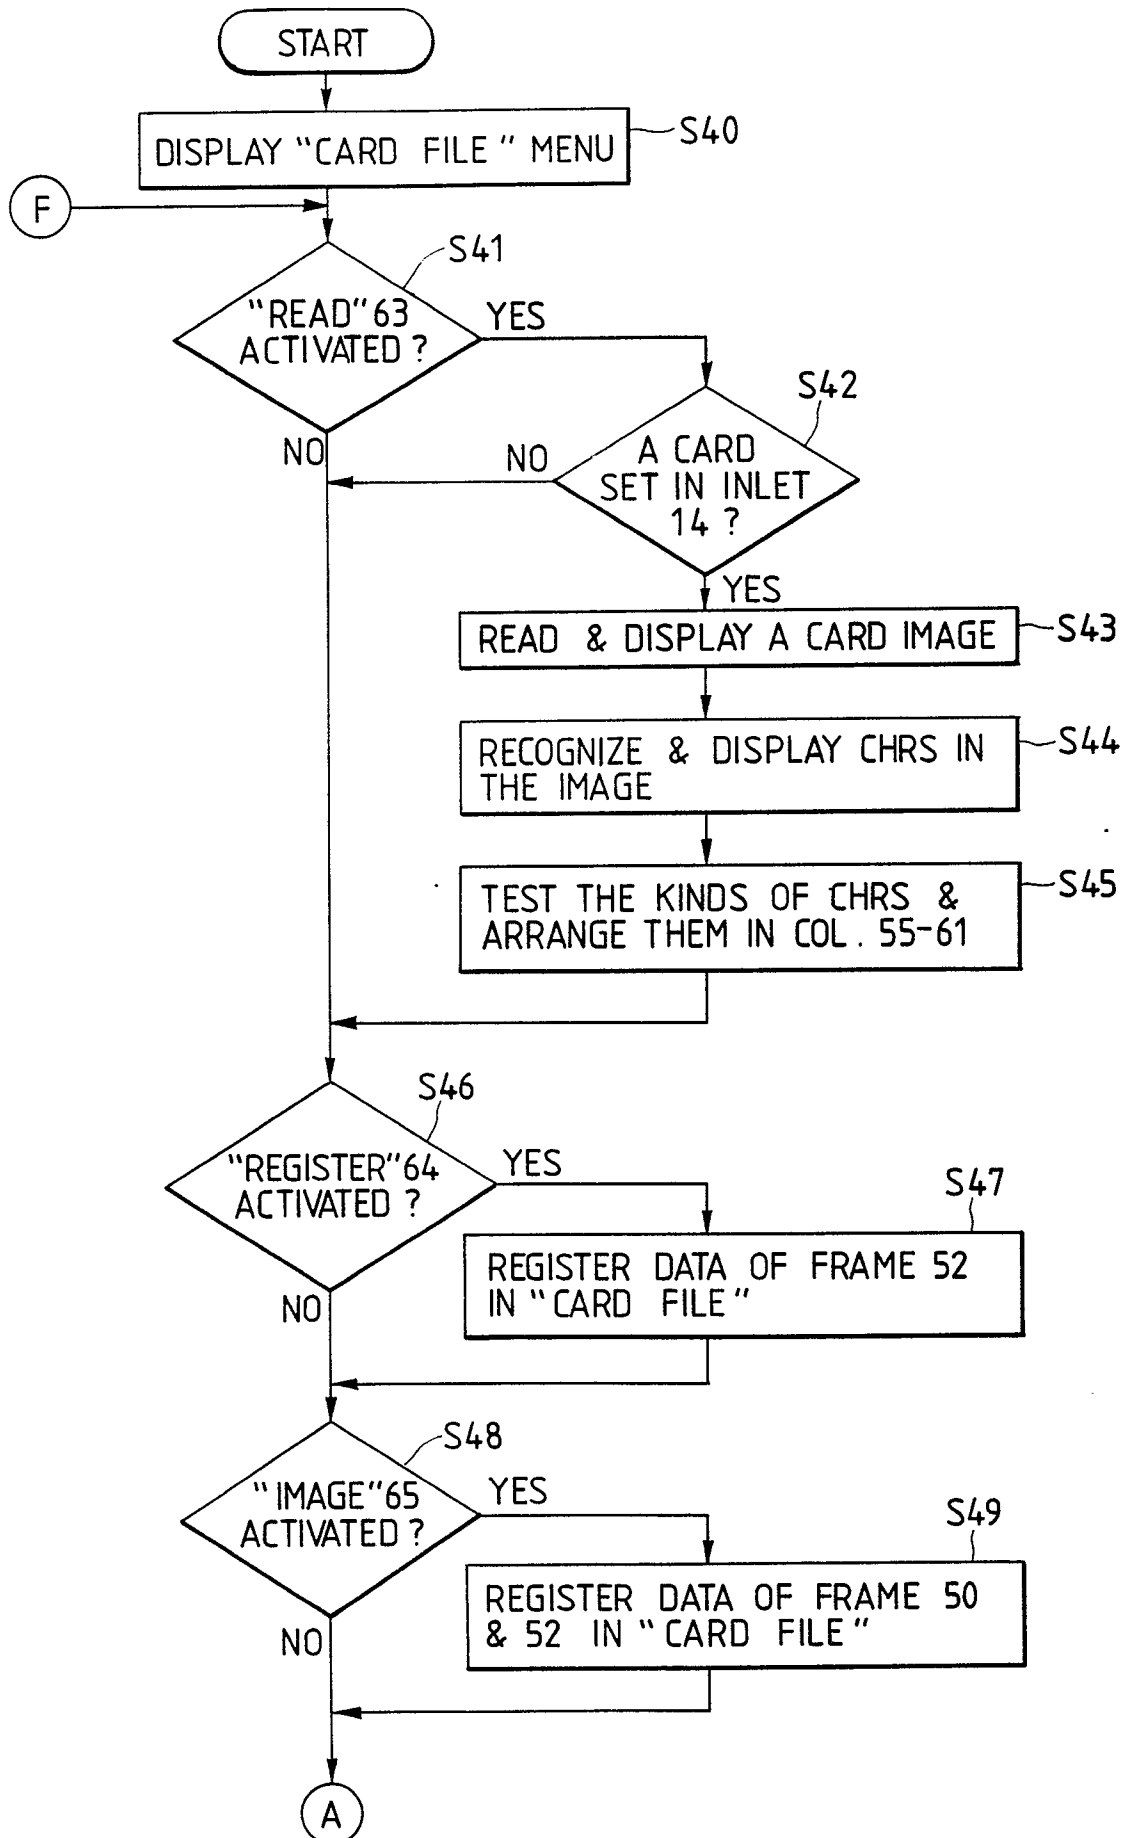 START
DISPLAY "CARD FILE" MENU
S40
F
S41
"READ" 63
ACTIVATED ?
YES
NO
S42
A CARD
SET IN INLET
14 ?
NO
YES
READ & DISPLAY A CARD IMAGE
S43
RECOGNIZE & DISPLAY CHRS IN
THE IMAGE
S44
TEST THE KINDS OF CHRS &
ARRANGE THEM IN COL. 55-61
S45
S46
"REGISTER" 64
ACTIVATED ?
YES
NO
S47
REGISTER DATA OF FRAME 52
IN "CARD FILE"
S48
"IMAGE" 65
ACTIVATED ?
YES
NO
S49
REGISTER DATA OF FRAME 50
& 52 IN "CARD FILE"
A